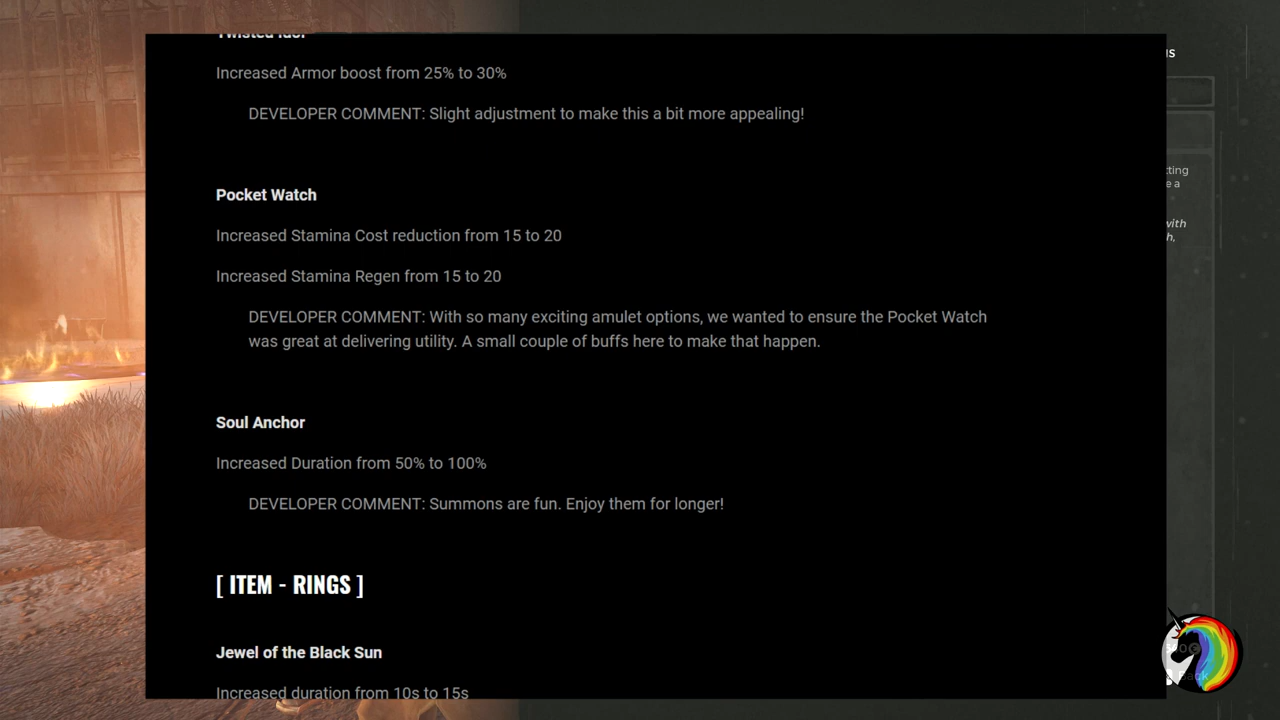 Twisted Idol
Increased Armor boost from 25% to 30%
DEVELOPER COMMENT: Slight adjustment to make this a bit more appealing!
Pocket Watch
Increased Stamina Cost reduction from 15 to 20
Increased Stamina Regen from 15 to 20
DEVELOPER COMMENT: With so many exciting amulet options, we wanted to ensure the Pocket Watch
was great at delivering utility. A small couple of buffs here to make that happen.
Soul Anchor
Increased Duration from 50% to 100%
DEVELOPER COMMENT: Summons are fun. Enjoy them for longer!
[ ITEM - RINGS ]
Jewel of the Black Sun
Increased duration from 10s to 15s
Back